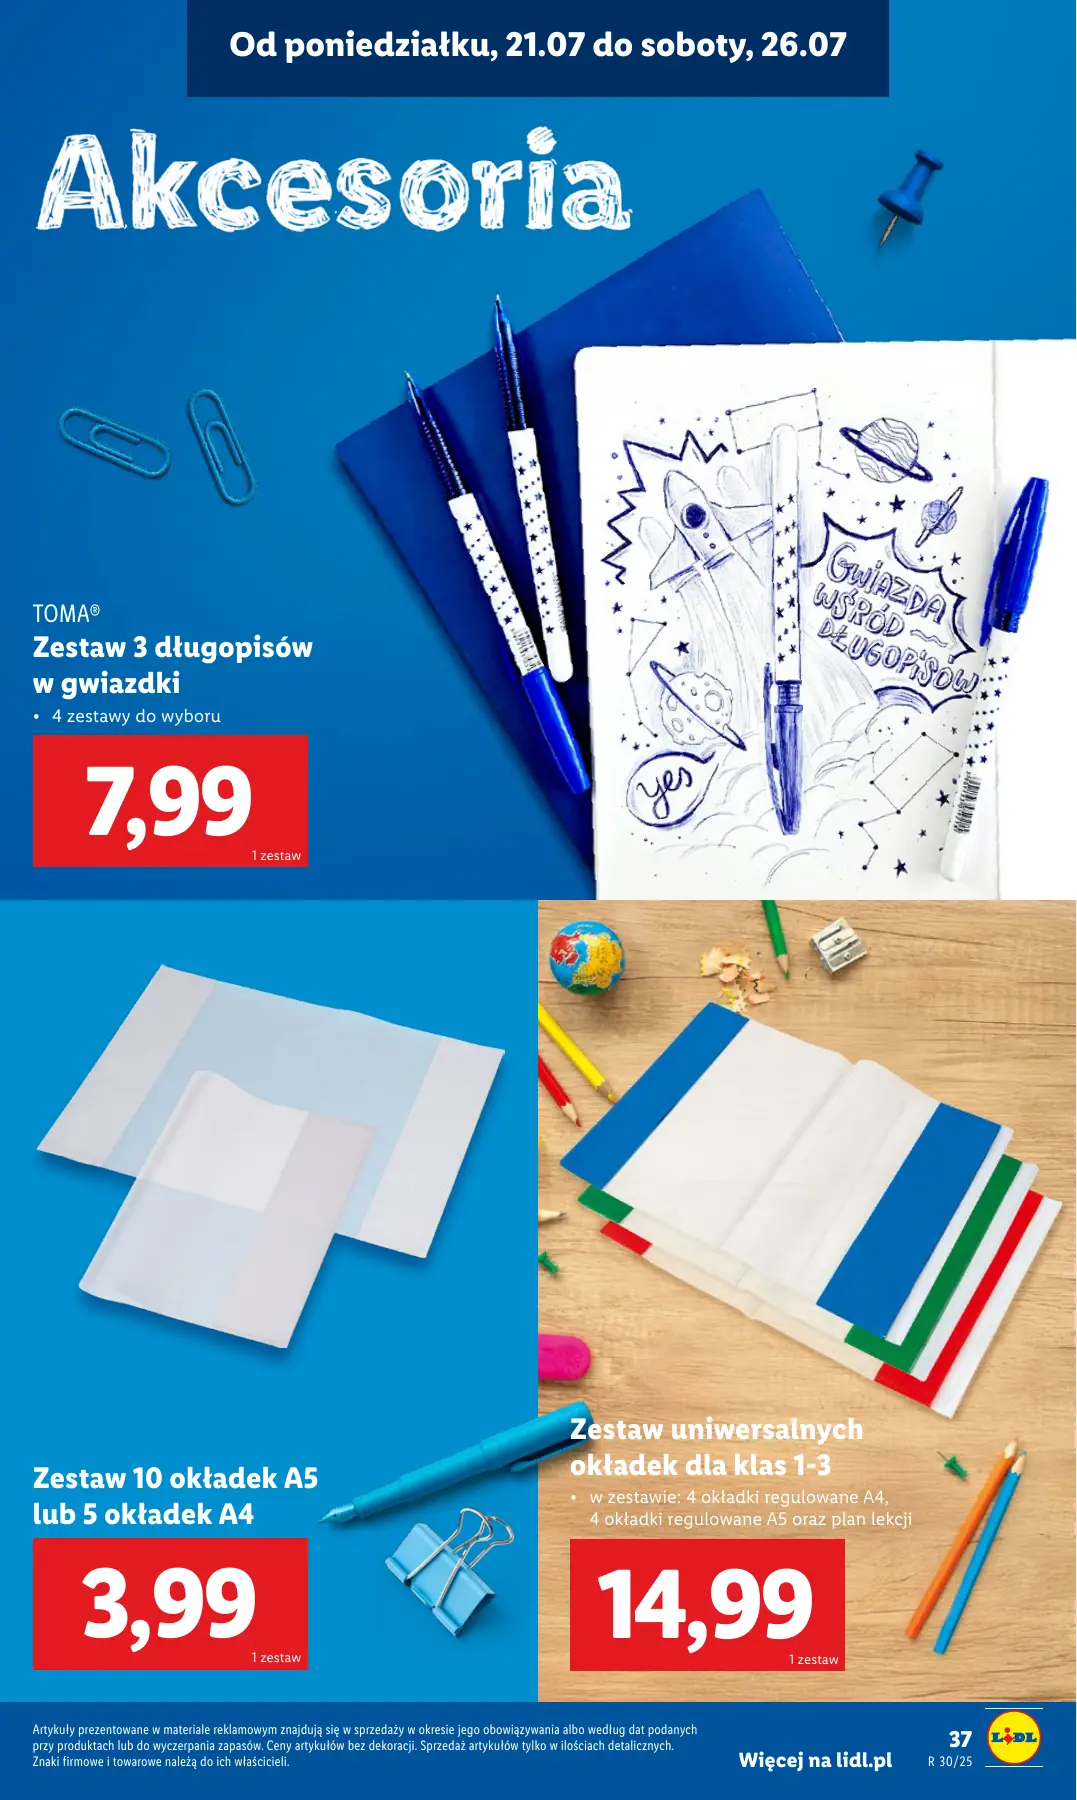 Od poniedziałku, 21.07 do soboty, 26.07
Akcesoria
GWIAZDA
WŚRÓD
DŁUGOPISÓW
yes
TOMA®
Zestaw 3 długopisów
w gwiazdki
• 4 zestawy do wyboru
7,99
1 zestaw
Zestaw 10 okładek A5
lub 5 okładek A4
3,99
1 zestaw
Zestaw uniwersalnych
okładek dla klas 1-3
• w zestawie: 4 okładki regulowane A4,
4 okładki regulowane A5 oraz plan lekcji
14,99
1 zestaw
Artykuły prezentowane w materiale reklamowym znajdują się w sprzedaży w okresie jego obowiązywania albo według dat podanych
przy produktach lub do wyczerpania zapasów. Ceny artykułów bez dekoracji. Sprzedaż artykułów tylko w ilościach detalicznych.
Znaki firmowe i towarowe należą do ich właścicieli.
Więcej na lidl.pl
37
R 30/25
LIDL